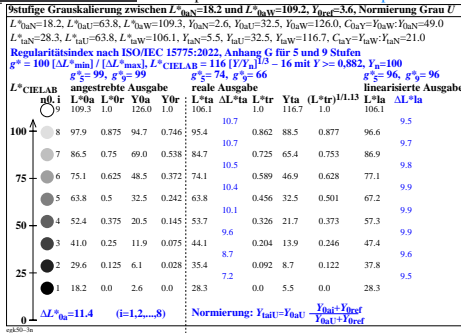 9stufige Grauskalierung zwischen L*0aN=18.2 und L*0aW=109.2, Y0ref=3.6, Normierung Grau U
L*0aN=18.2, L*0aU=63.8, L*0aW=109.3, Y0aN=2.6, Y0aU=32.5, Y0aW=126.0, C0aY=Y0aW:Y0aN=49.0
L*taN=28.3, L*taU=63.8, L*taW=106.1, YtaN=5.5, YtaU=32.5, YtaW=116.7, CtaY=YtaW:YtaN=21.0
Regularitätsindex nach ISO/IEC 15775:2022, Anhang G für 5 und 9 Stufen
g* = 100 [ΔL*min] / [ΔL*max], L*CIELAB = 116 [Y/Yn]1/3 - 16 mit Y >= 0,882, Yn=100
g*5= 99, g*9= 99 g*5= 74, g*9= 66 g*5= 96, g*9= 96
L*CIELAB angestrebte Ausgabe reale Ausgabe linearisierte Ausgabe
n0. i L*0a Y0r Y0a Y0r L*ta ΔL*ta L*tr Yta (L*tr)1/1.13 L*la ΔL*la
9 109.3 1.0 126.0 1.0 106.1 1.0 116.7 1.0 106.1
10.7 9.5
100 8 97.9 0.875 94.7 0.746 95.4 0.862 88.5 0.877 96.6
10.7 9.7
7 86.5 0.75 69.0 0.538 84.7 0.725 65.4 0.753 86.9
10.5 9.8
75 6 75.1 0.625 48.5 0.372 74.1 0.589 46.9 0.628 77.1
10.4 9.9
5 63.8 0.5 32.5 0.242 63.8 0.456 32.5 0.501 67.2
10.1 9.9
50 4 52.4 0.375 20.5 0.145 53.7 0.326 21.7 0.373 57.3
9.6 9.9
3 41.0 0.25 11.9 0.075 44.1 0.204 13.9 0.246 47.4
8.7 9.6
25 2 29.6 0.125 6.1 0.028 35.4 0.092 8.7 0.122 37.8
7.2 9.5
1 18.2 0.0 2.6 0.0 28.3 0.0 5.5 0.0 28.3
0 ΔL*0a=11.4 (i=1,2,...,8) Normierung: YtaiU=Y0aU Y0ai+Y0ref
Y0aU+Y0ref